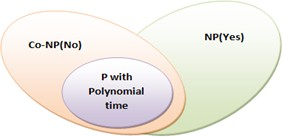 Co-NP(No)
NP(Yes)
P with
Polynomial
time